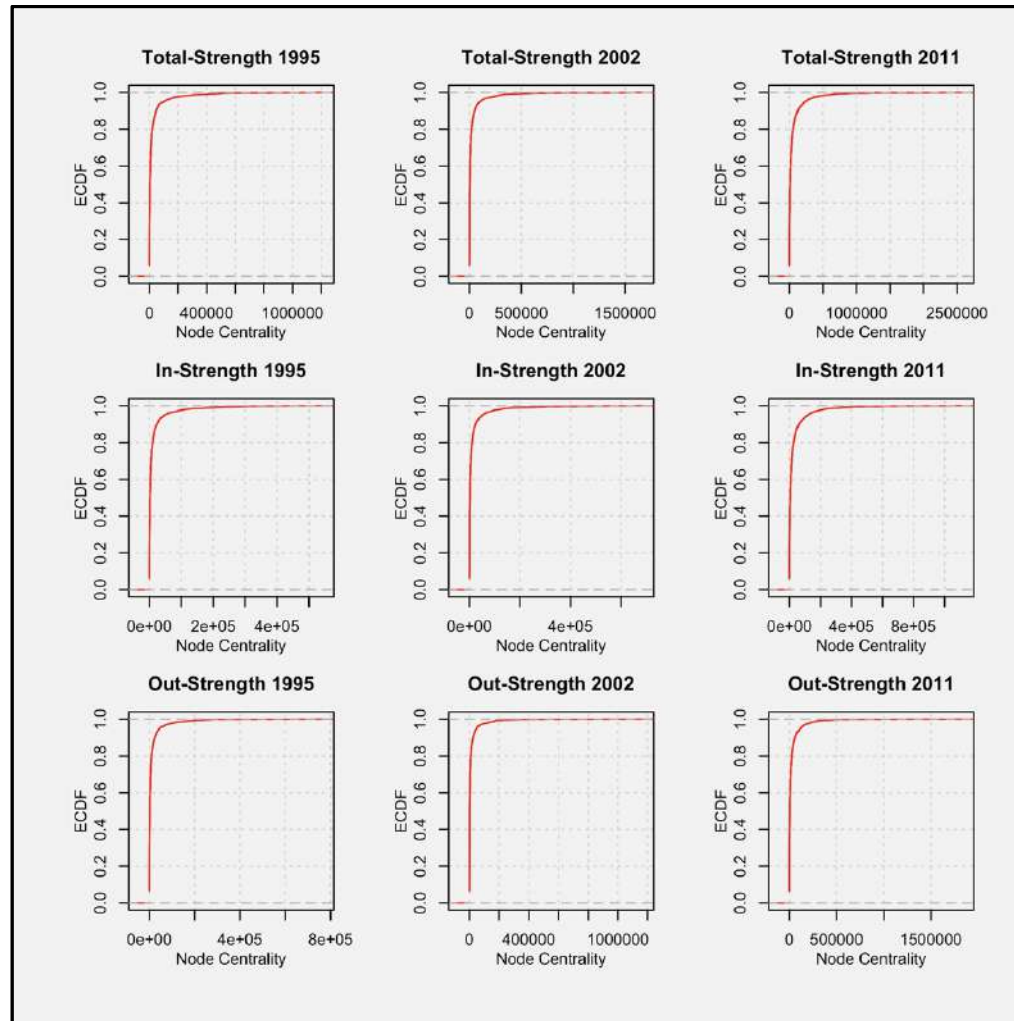 Total-Strength 1995
Total-Strength 2002
Total-Strength 2011
ECDF
0.0 0.2 0.4 0.6 0.8 1.0
ECDF
0.0 0.2 0.4 0.6 0.8 1.0
ECDF
0.0 0.2 0.4 0.6 0.8 1.0
0 400000 1000000
0 500000 1500000
0 1000000 2500000
Node Centrality
Node Centrality
Node Centrality
In-Strength 1995
In-Strength 2002
In-Strength 2011
ECDF
0.0 0.2 0.4 0.6 0.8 1.0
ECDF
0.0 0.2 0.4 0.6 0.8 1.0
ECDF
0.0 0.2 0.4 0.6 0.8 1.0
0e+00 2e+05 4e+05
0e+00 4e+05
0e+00 4e+05 8e+05
Node Centrality
Node Centrality
Node Centrality
Out-Strength 1995
Out-Strength 2002
Out-Strength 2011
ECDF
0.0 0.2 0.4 0.6 0.8 1.0
ECDF
0.0 0.2 0.4 0.6 0.8 1.0
ECDF
0.0 0.2 0.4 0.6 0.8 1.0
0e+00 4e+05 8e+05
0 400000 1000000
0 500000 1500000
Node Centrality
Node Centrality
Node Centrality